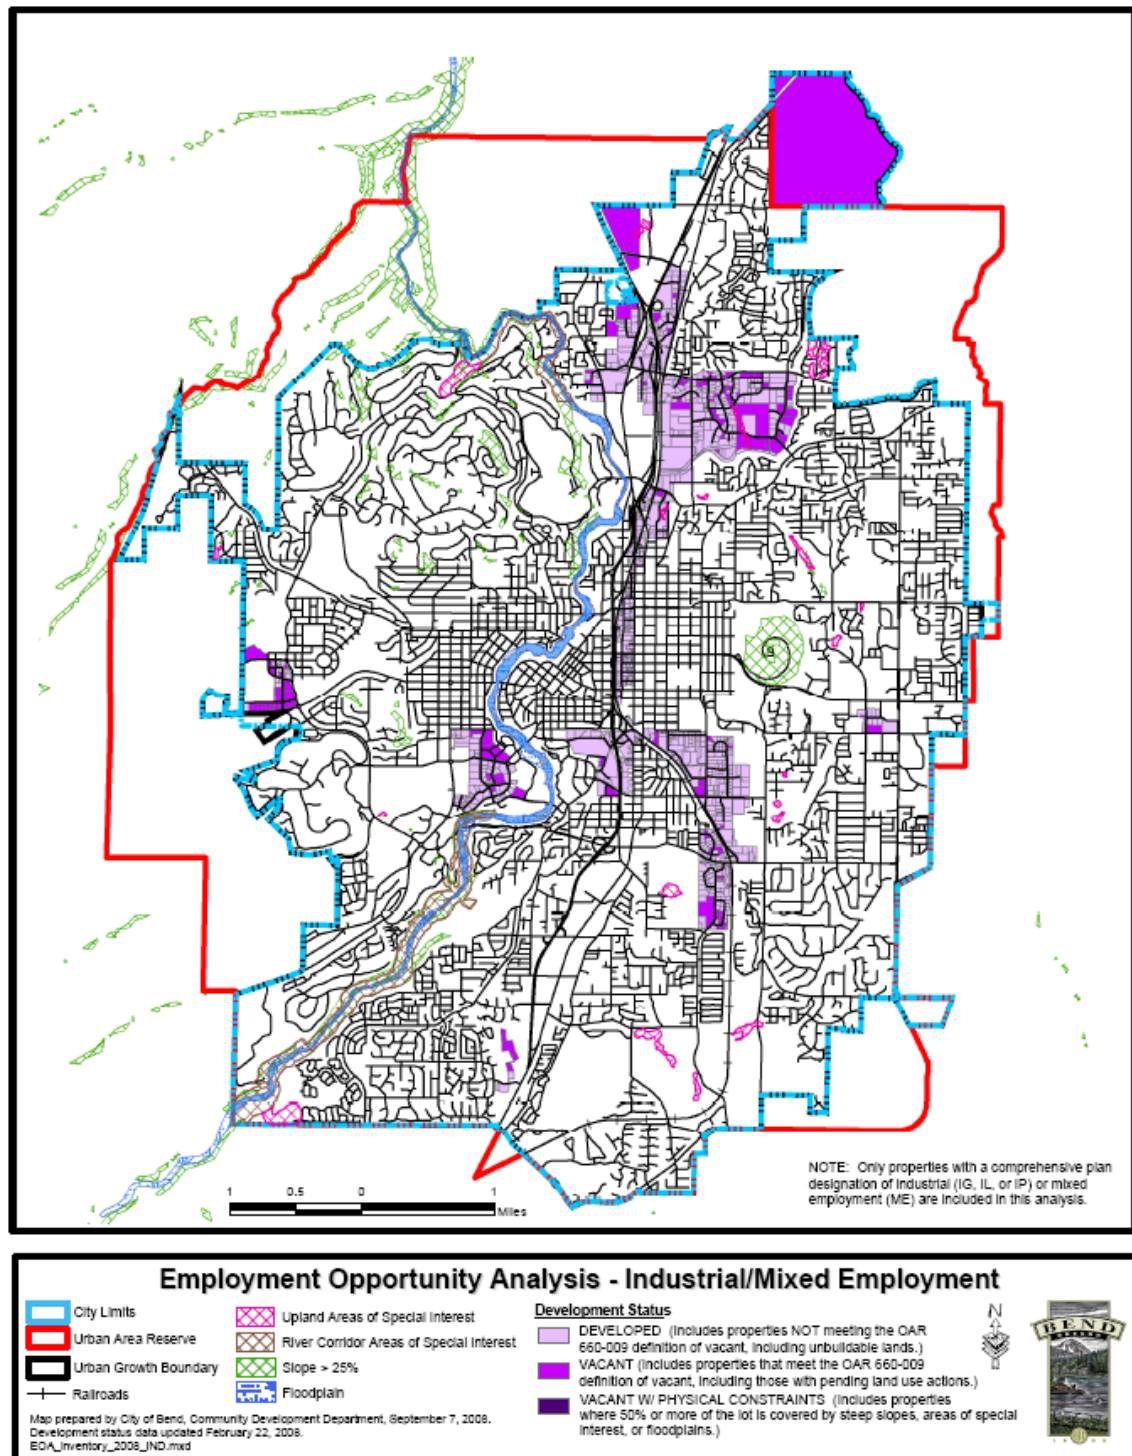 NOTE: Only properties with a comprehensive plan
designation of Industrial (IG, IL, or IP) or mixed
employment (ME) are included in this analysis.
1 0.5 0 1
Miles
Employment Opportunity Analysis - Industrial/Mixed Employment
City Limits
Urban Area Reserve
Urban Growth Boundary
Railroads
Upland Areas of Special Interest
River Corridor Areas of Special Interest
Slope > 25%
Floodplain
Development Status
DEVELOPED (Includes properties NOT meeting the OAR
660-009 definition of vacant, including unbuildable lands.)
VACANT (Includes properties that meet the OAR 660-009
definition of vacant, including those with pending land use actions.)
VACANT W/ PHYSICAL CONSTRAINTS (Includes properties
where 50% or more of the lot is covered by steep slopes, areas of special
interest, or floodplains.)
N
BEND
Map prepared by City of Bend, Community Development Department, September 7, 2008.
Development status data updated February 22, 2008.
EOA_Inventory_2008_IND.mxd